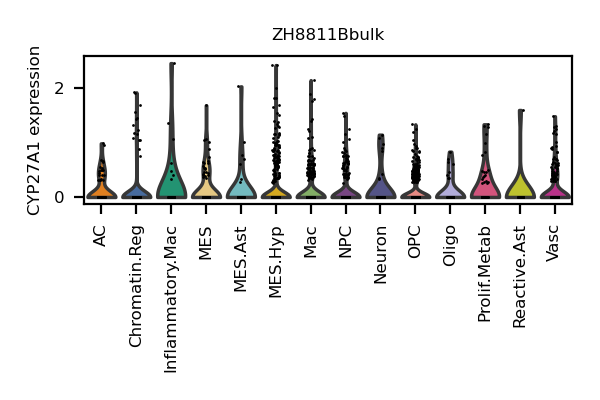 ZH8811Bbulk
CYP27A1 expression
2
0
AC
Chromatin.Reg
Inflammatory.Mac
MES
MES.Ast
MES.Hyp
Mac
NPC
Neuron
OPC
Oligo
Prolif.Metab
Reactive.Ast
Vasc